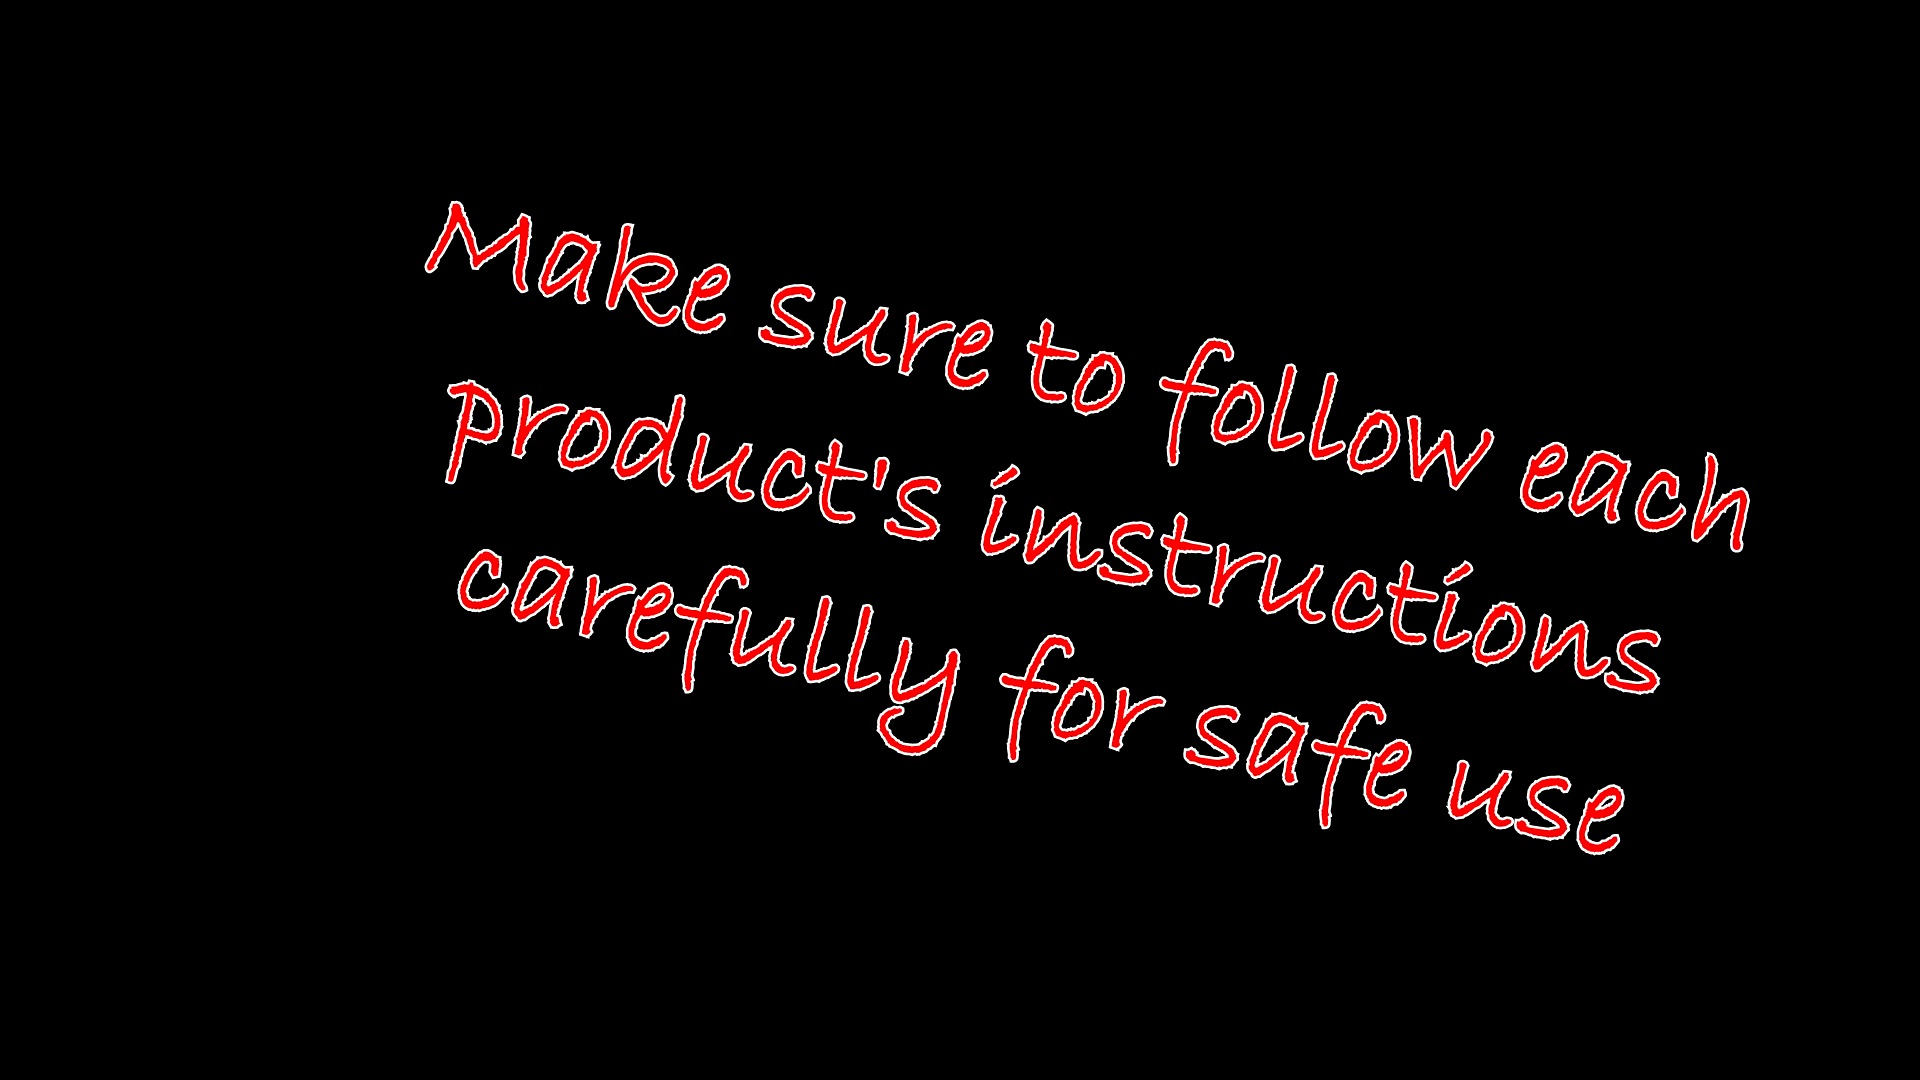 Make sure to follow each
product's instructions
carefully for safe use